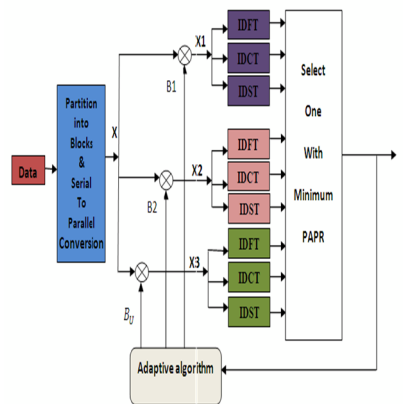 Data
Partition
into
Blocks
&
Serial
To
Parallel
Conversion
X
X1
B1
X2
B2
X3
B_U
IDFT
IDCT
IDST
IDFT
IDCT
IDST
IDFT
IDCT
IDST
Select
One
With
Minimum
PAPR
Adaptive algorithm